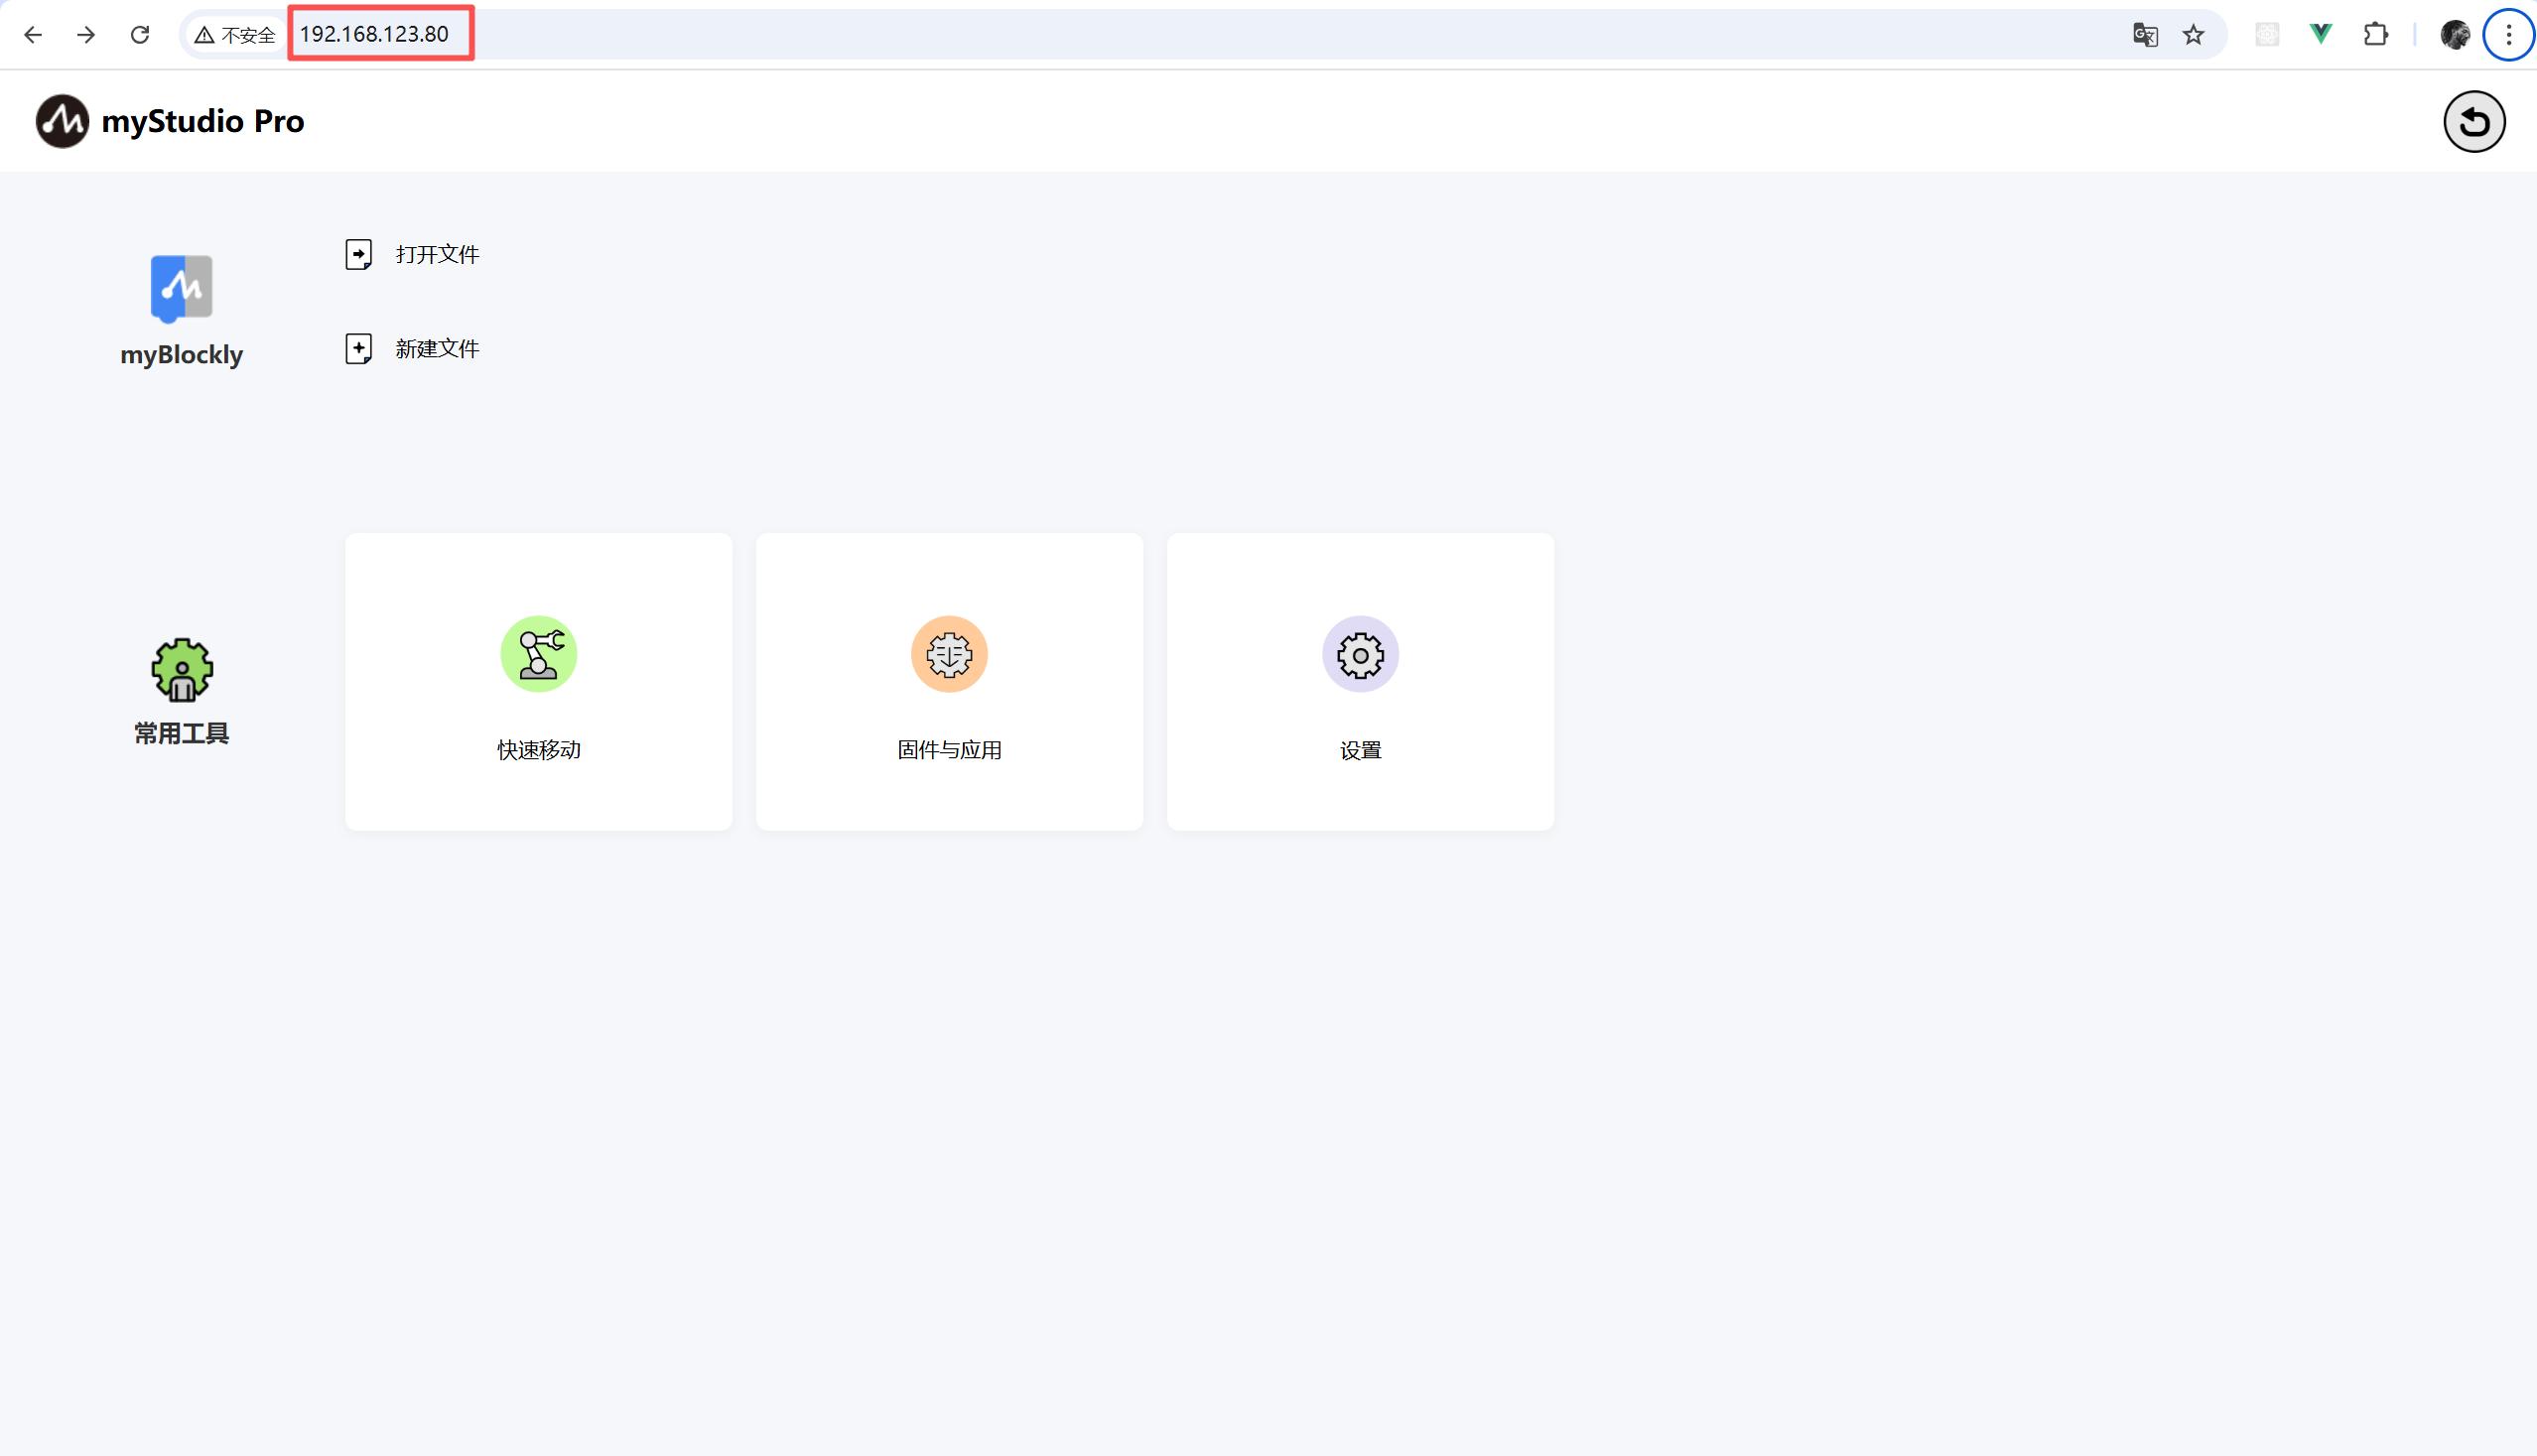 不安全 192.168.123.80
myStudio Pro
打开文件
新建文件
myBlockly
常用工具
快速移动
固件与应用
设置